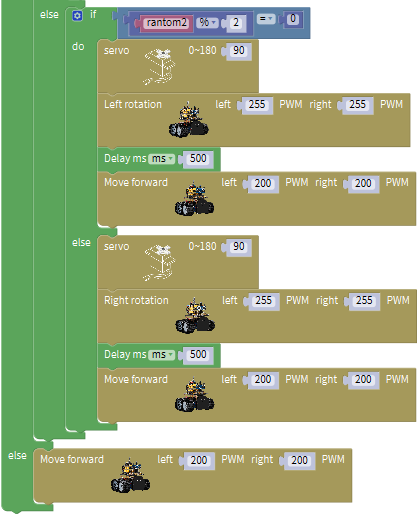 else if rantom2 % 2 = 0
do servo 0~180 90
Left rotation left 255 PWM right 255 PWM
Delay ms ms 500
Move forward left 200 PWM right 200 PWM
else servo 0~180 90
Right rotation left 255 PWM right 255 PWM
Delay ms ms 500
Move forward left 200 PWM right 200 PWM
else Move forward left 200 PWM right 200 PWM